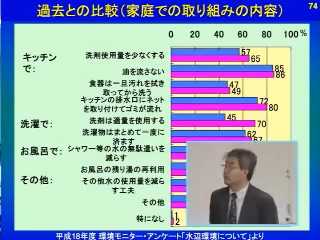 過去との比較(家庭での取り組みの内容)
74
0 20 40 60 80 100 %
キッチンで:
洗剤使用量を少なくする
57
65
油を流さない
85
86
食器は一旦汚れを拭き取ってから洗う
47
49
キッチンの排水口にネットを取り付けてゴミが流れ
72
80
洗濯で:
洗剤は適量を使用する
45
70
洗濯物はまとめて一度に済ます
62
お風呂で:
シャワー等の水の無駄遣いを減らす
お風呂の残り湯の再利用
その他:
その他水の使用量を減らす工夫
その他
特になし
1
平成18年度 環境モニター・アンケート「水辺環境について」より